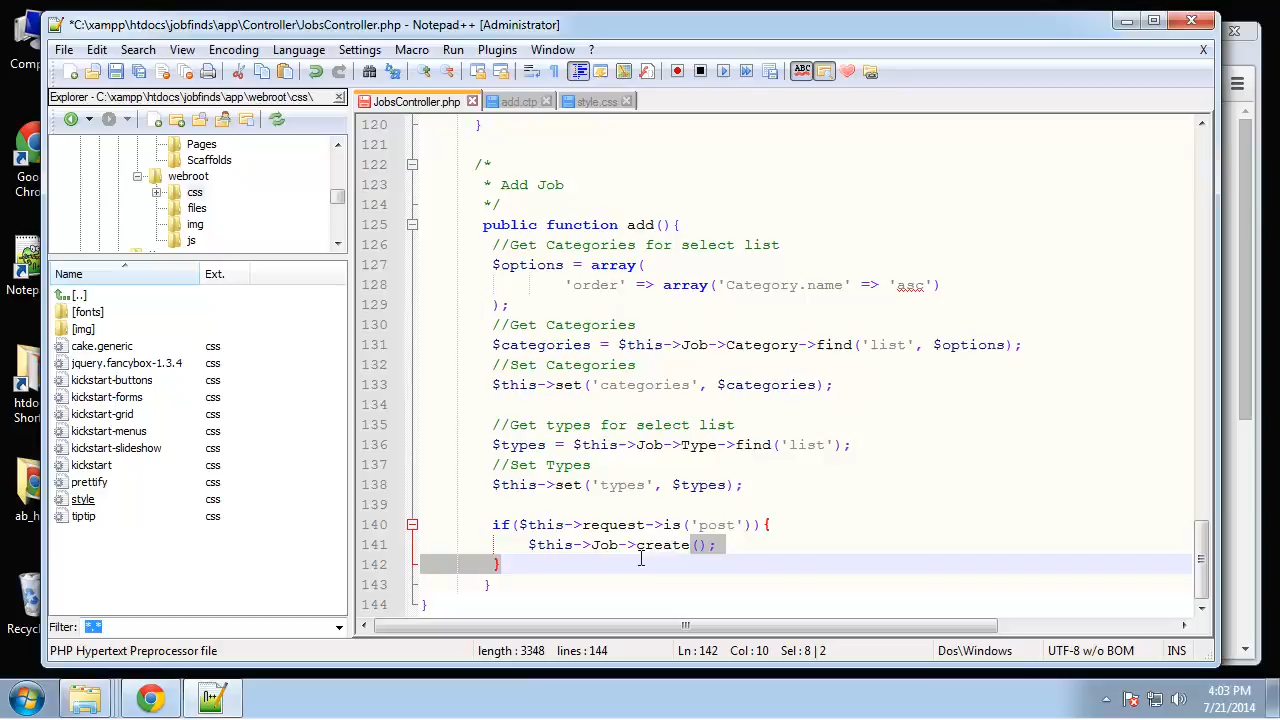 *C:\xampp\htdocs\jobfinds\app\Controller\JobsController.php - Notepad++ [Administrator]
File Edit Search View Encoding Language Settings Macro Run Plugins Window ? X
Explorer - C:\xampp\htdocs\jobfinds\app\webroot\css\
JobsController.php add.ctp style.css
Pages
Scaffolds
webroot
css
files
img
js
Name Ext.
[..]
[fonts]
[img]
cake.generic css
jquery.fancybox-1.3.4 css
kickstart-buttons css
kickstart-forms css
kickstart-grid css
kickstart-menus css
kickstart-slideshow css
kickstart css
prettify css
style css
tiptip css
Filter: *.*
120 }
121
122 /*
123 * Add Job
124 */
125 public function add(){
126 //Get Categories for select list
127 $options = array(
128 'order' => array('Category.name' => 'asc')
129 );
130 //Get Categories
131 $categories = $this->Job->Category->find('list', $options);
132 //Set Categories
133 $this->set('categories', $categories);
134
135 //Get types for select list
136 $types = $this->Job->Type->find('list');
137 //Set Types
138 $this->set('types', $types);
139
140 if($this->request->is('post')){
141 $this->Job->create();
142 }
143 }
144 }
PHP Hypertext Preprocessor file length : 3348 lines : 144 Ln : 142 Col : 10 Sel : 8 | 2 Dos\Windows UTF-8 w/o BOM INS
Comp
Goo
Chro
Notep
htdo
Short
ab_h
Recyc
4:03 PM
7/21/2014